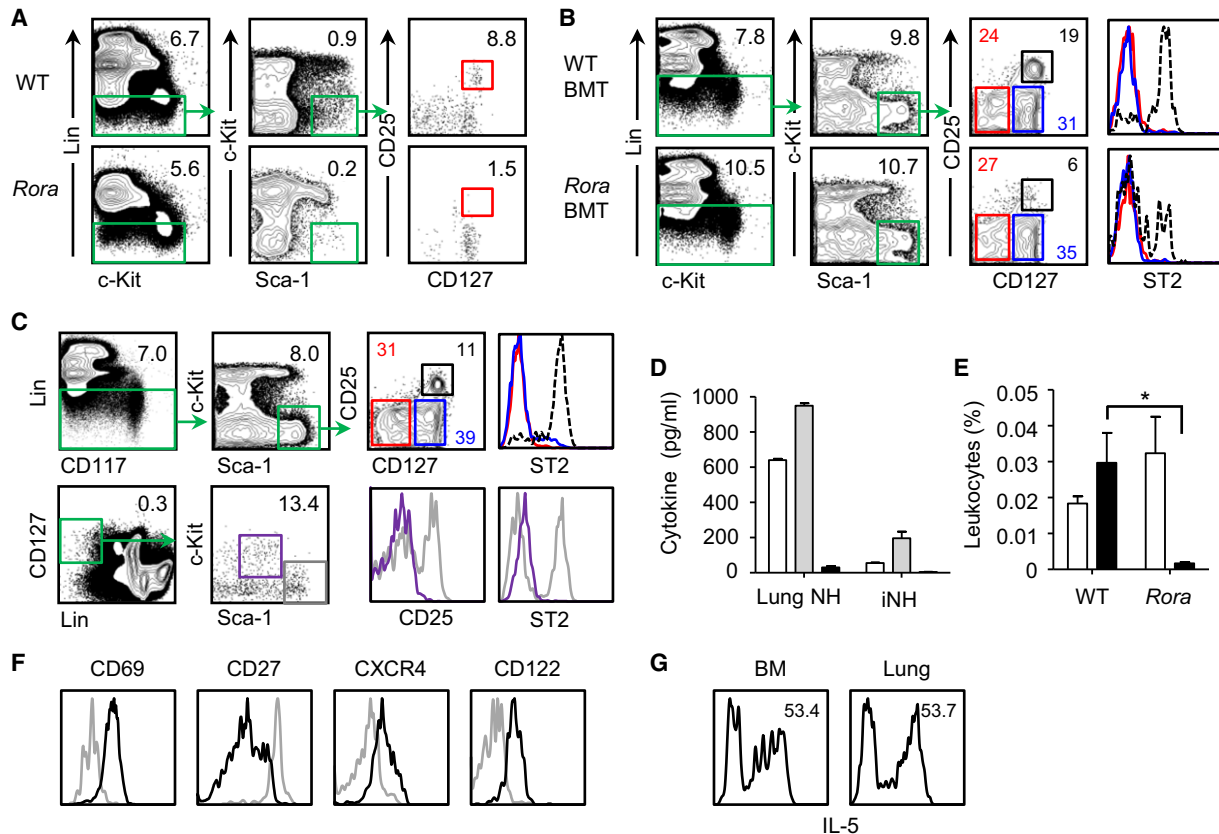 A
WT
Rora
Lin
c-Kit
CD25
6.7
0.9
8.8
5.6
0.2
1.5
c-Kit
Sca-1
CD127
B
WT
BMT
Rora
BMT
Lin
c-Kit
CD25
7.8
9.8
24
19
31
10.5
10.7
27
6
35
c-Kit
Sca-1
CD127
ST2
C
Lin
7.0
c-Kit
8.0
CD25
31
11
39
CD117
Sca-1
CD127
ST2
CD127
0.3
c-Kit
13.4
Lin
Sca-1
CD25
ST2
D
Cytokine (pg/ml)
1000
800
600
400
200
0
Lung NH
iNH
E
Leukocytes (%)
0.05
0.04
0.03
0.02
0.01
0
*
WT
Rora
F
CD69
CD27
CXCR4
CD122
G
BM
Lung
53.4
53.7
IL-5